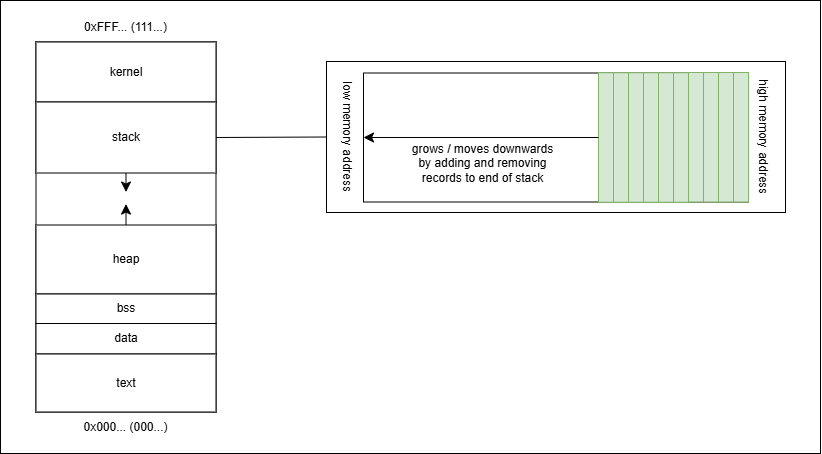 0xFFF... (111...)
kernel
stack
heap
bss
data
text
0x000... (000...)
low memory address
grows / moves downwards
by adding and removing
records to end of stack
high memory address